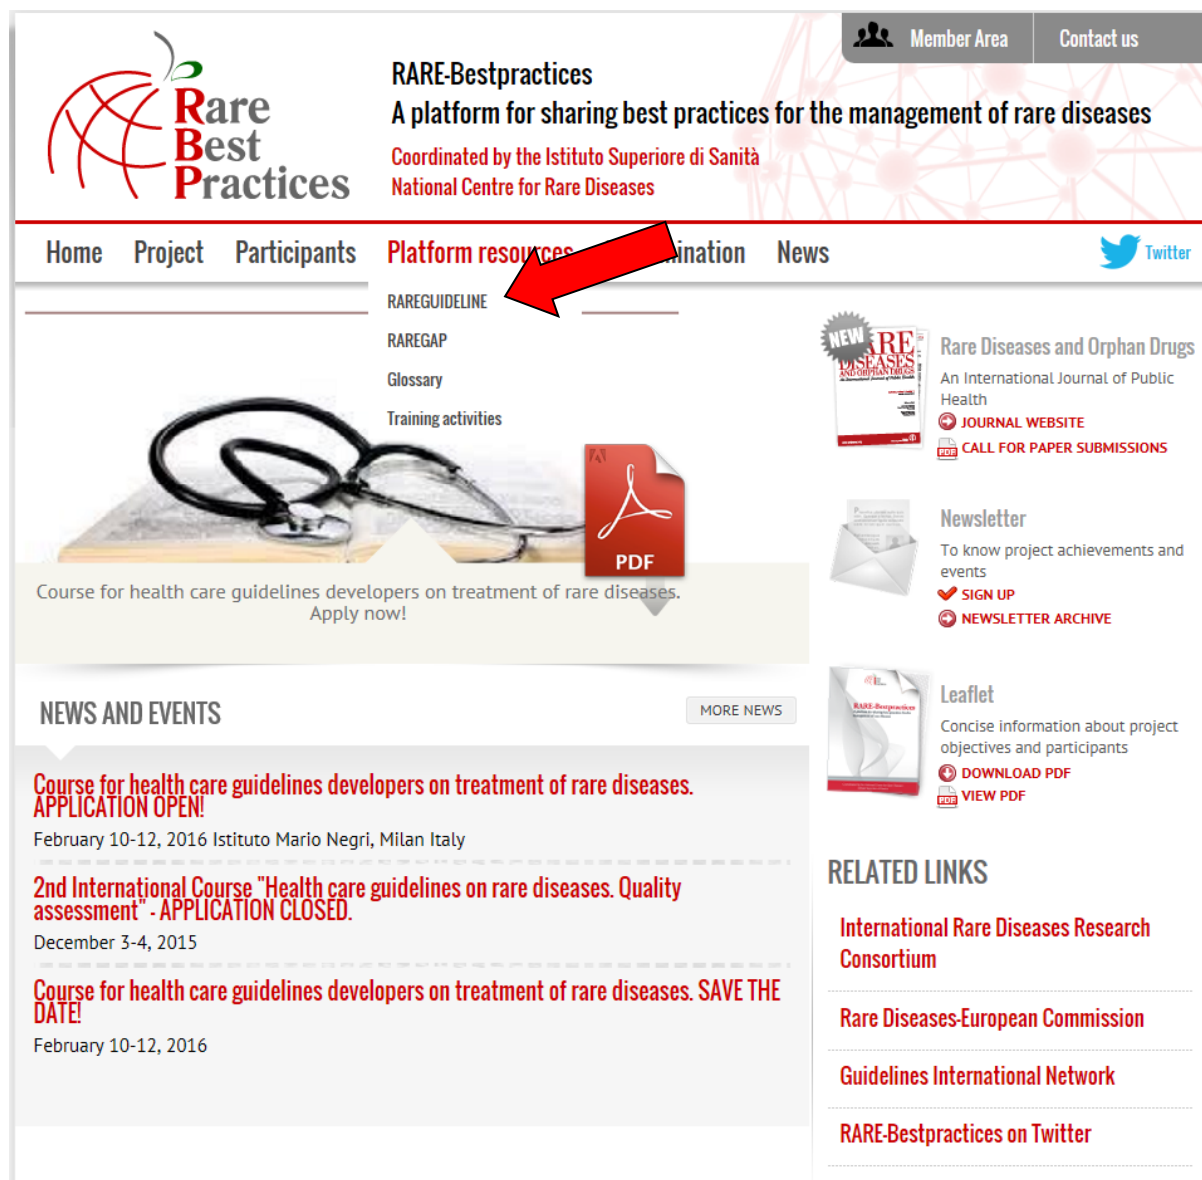 Member Area
Contact us
Rare
Best
Practices
RARE-Bestpractices
A platform for sharing best practices for the management of rare diseases
Coordinated by the Istituto Superiore di Sanità
National Centre for Rare Diseases
Home Project Participants Platform resources ination News
Twitter
RAREGUIDELINE
RAREGAP
Glossary
Training activities
PDF
Course for health care guidelines developers on treatment of rare diseases.
Apply now!
NEWS AND EVENTS
MORE NEWS
Course for health care guidelines developers on treatment of rare diseases.
APPLICATION OPEN!
February 10-12, 2016 Istituto Mario Negri, Milan Italy
2nd International Course "Health care guidelines on rare diseases. Quality
assessment" - APPLICATION CLOSED.
December 3-4, 2015
Course for health care guidelines developers on treatment of rare diseases. SAVE THE
DATE!
February 10-12, 2016
NEW
RARE
DISEASES
AND ORPHAN DRUGS
Rare Diseases and Orphan Drugs
An International Journal of Public
Health
JOURNAL WEBSITE
PDF CALL FOR PAPER SUBMISSIONS
Newsletter
To know project achievements and
events
SIGN UP
NEWSLETTER ARCHIVE
RARE-Bestpractices
Leaflet
Concise information about project
objectives and participants
DOWNLOAD PDF
PDF VIEW PDF
RELATED LINKS
International Rare Diseases Research
Consortium
Rare Diseases-European Commission
Guidelines International Network
RARE-Bestpractices on Twitter